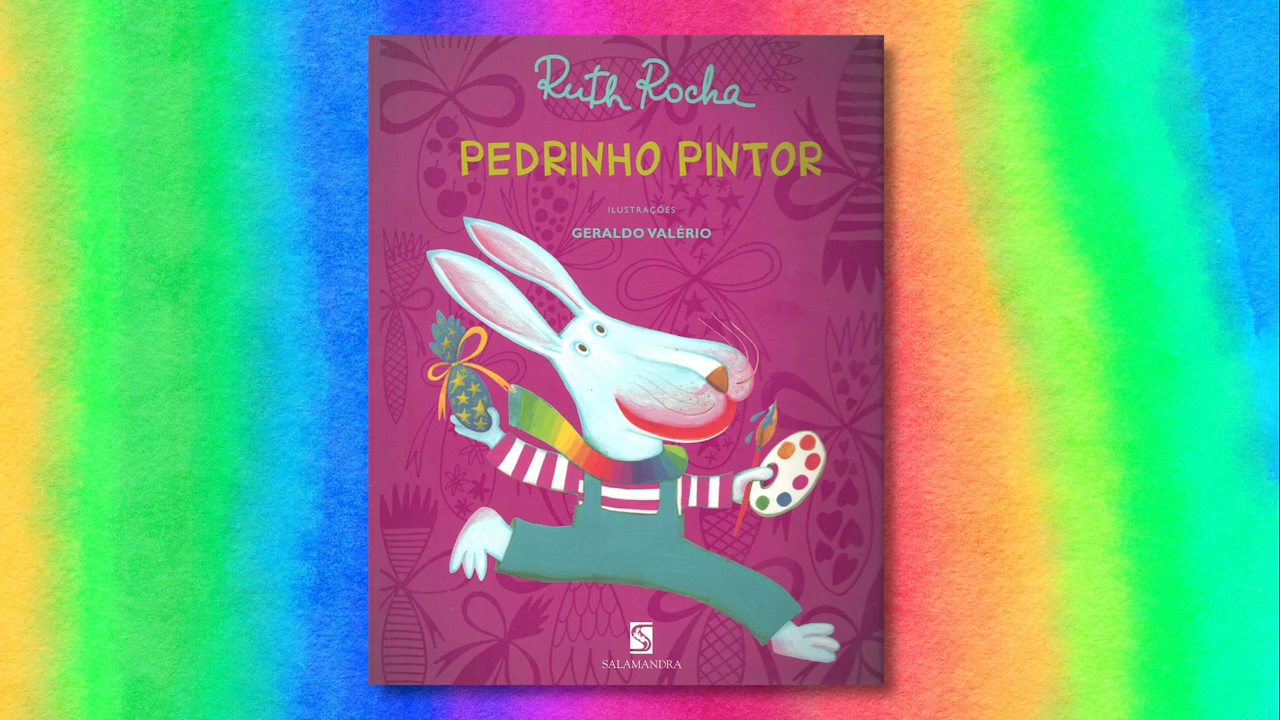 Ruth Rocha
PEDRINHO PINTOR
ILUSTRAÇÕES
GERALDO VALÉRIO
SALAMANDRA